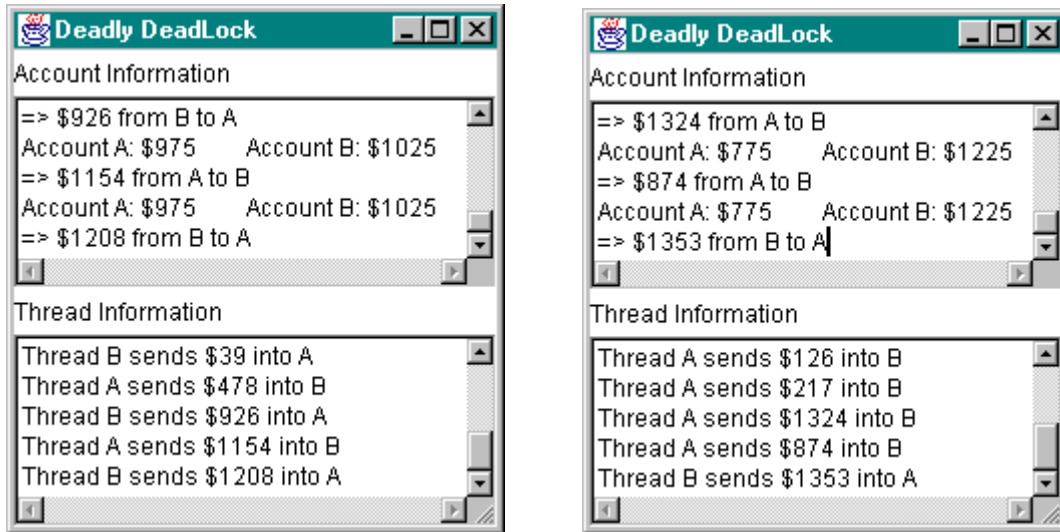 Deadly DeadLock
Account Information
=> $926 from B to A
Account A: $975 Account B: $1025
=> $1154 from A to B
Account A: $975 Account B: $1025
=> $1208 from B to A
Thread Information
Thread B sends $39 into A
Thread A sends $478 into B
Thread B sends $926 into A
Thread A sends $1154 into B
Thread B sends $1208 into A
Deadly DeadLock
Account Information
=> $1324 from A to B
Account A: $775 Account B: $1225
=> $874 from A to B
Account A: $775 Account B: $1225
=> $1353 from B to A
Thread Information
Thread A sends $126 into B
Thread A sends $217 into B
Thread A sends $1324 into B
Thread A sends $874 into B
Thread B sends $1353 into A